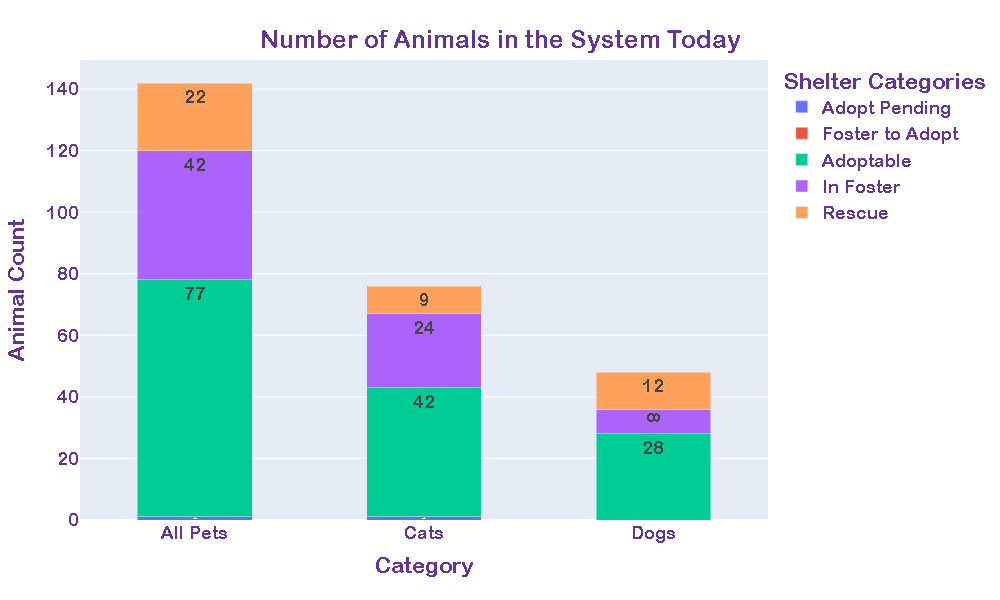 Number of Animals in the System Today
Shelter Categories
Adopt Pending
Foster to Adopt
Adoptable
In Foster
Rescue
Animal Count
140
120
100
80
60
40
20
0
22
42
77
9
24
42
12
8
28
All Pets
Cats
Dogs
Category